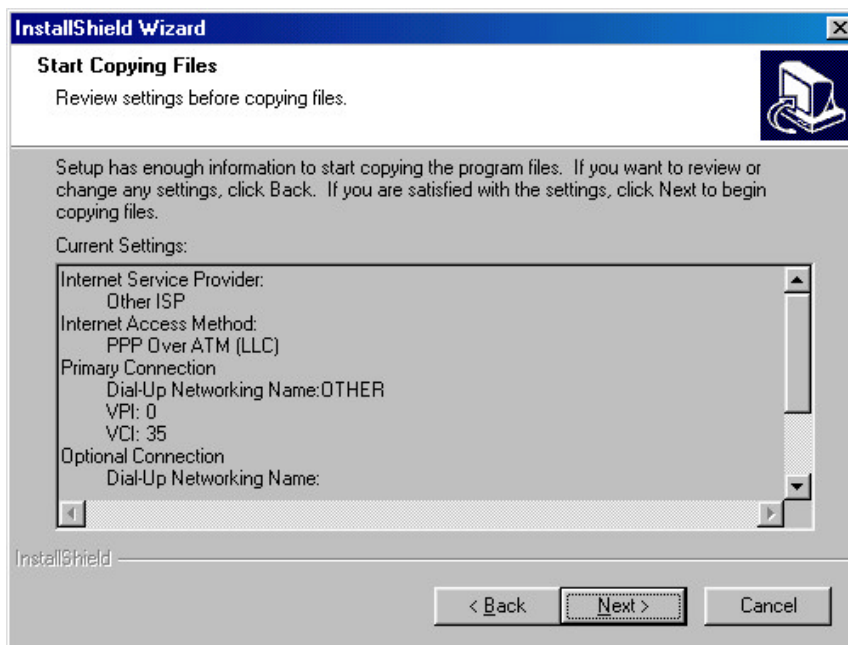 InstallShield Wizard
Start Copying Files
Review settings before copying files.
Setup has enough information to start copying the program files.  If you want to review or
change any settings, click Back.  If you are satisfied with the settings, click Next to begin
copying files.
Current Settings:
Internet Service Provider:
Other ISP
Internet Access Method:
PPP Over ATM (LLC)
Primary Connection
Dial-Up Networking Name:OTHER
VPI: 0
VCI: 35
Optional Connection
Dial-Up Networking Name:
InstallShield
< Back
Next >
Cancel